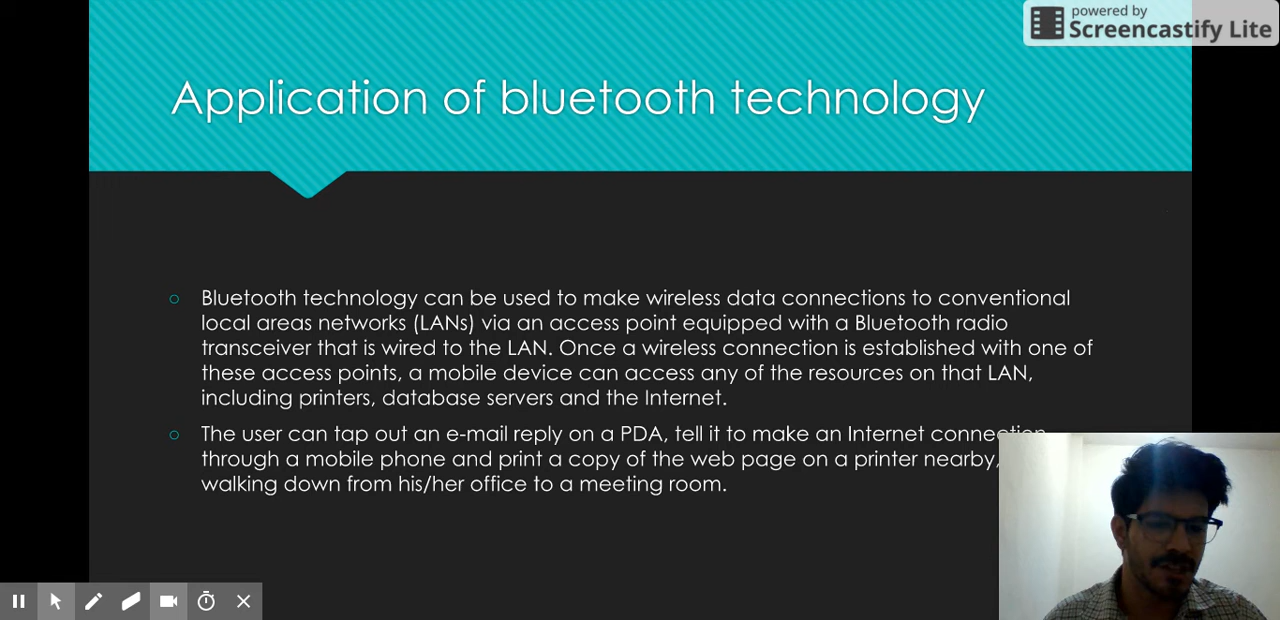 powered by
Screencastify Lite
Application of bluetooth technology
Bluetooth technology can be used to make wireless data connections to conventional
local areas networks (LANs) via an access point equipped with a Bluetooth radio
transceiver that is wired to the LAN. Once a wireless connection is established with one of
these access points, a mobile device can access any of the resources on that LAN,
including printers, database servers and the Internet.
The user can tap out an e-mail reply on a PDA, tell it to make an Internet connection
through a mobile phone and print a copy of the web page on a printer nearby,
walking down from his/her office to a meeting room.